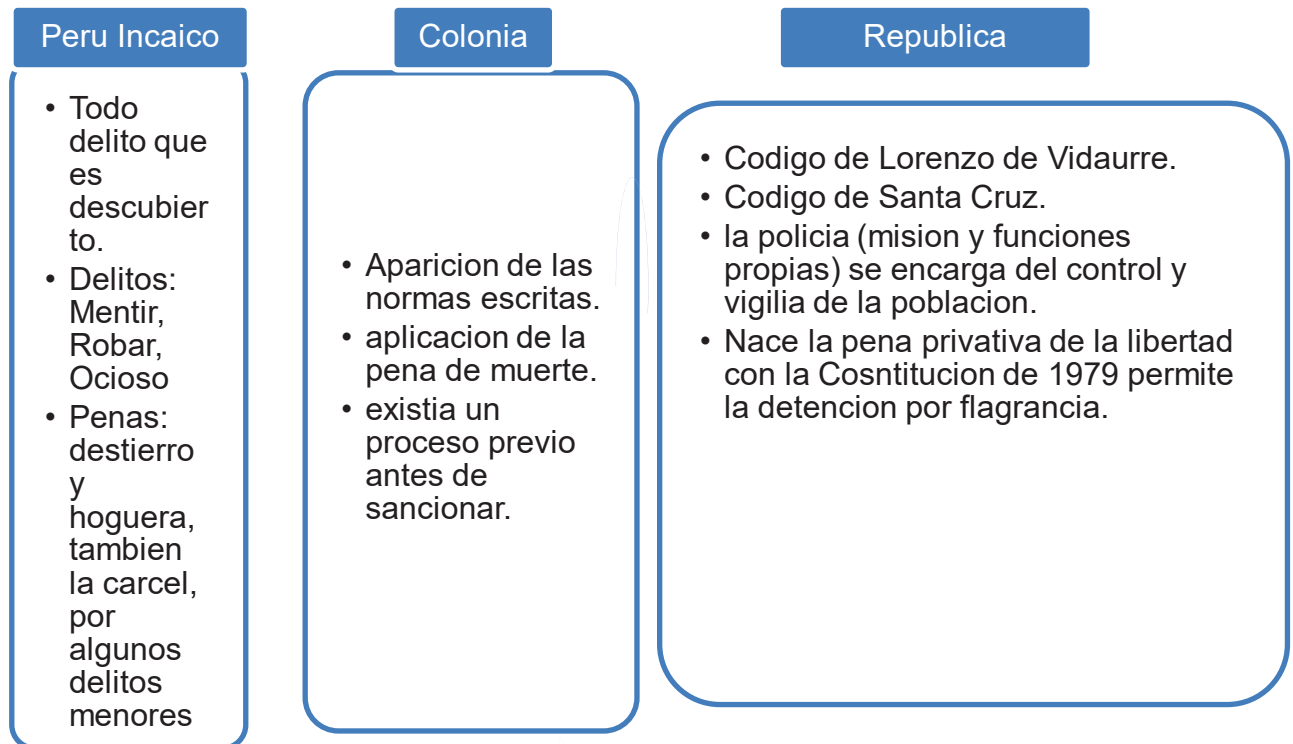 Peru Incaico
• Todo
delito que
es
descubier
to.
• Delitos:
Mentir,
Robar,
Ocioso
• Penas:
destierro
y
hoguera,
tambien
la carcel,
por
algunos
delitos
menores
Colonia
• Aparicion de las
normas escritas.
• aplicacion de la
pena de muerte.
• existia un
proceso previo
antes de
sancionar.
Republica
• Codigo de Lorenzo de Vidaurre.
• Codigo de Santa Cruz.
• la policia (mision y funciones
propias) se encarga del control y
vigilia de la poblacion.
• Nace la pena privativa de la libertad
con la Cosntitucion de 1979 permite
la detencion por flagrancia.